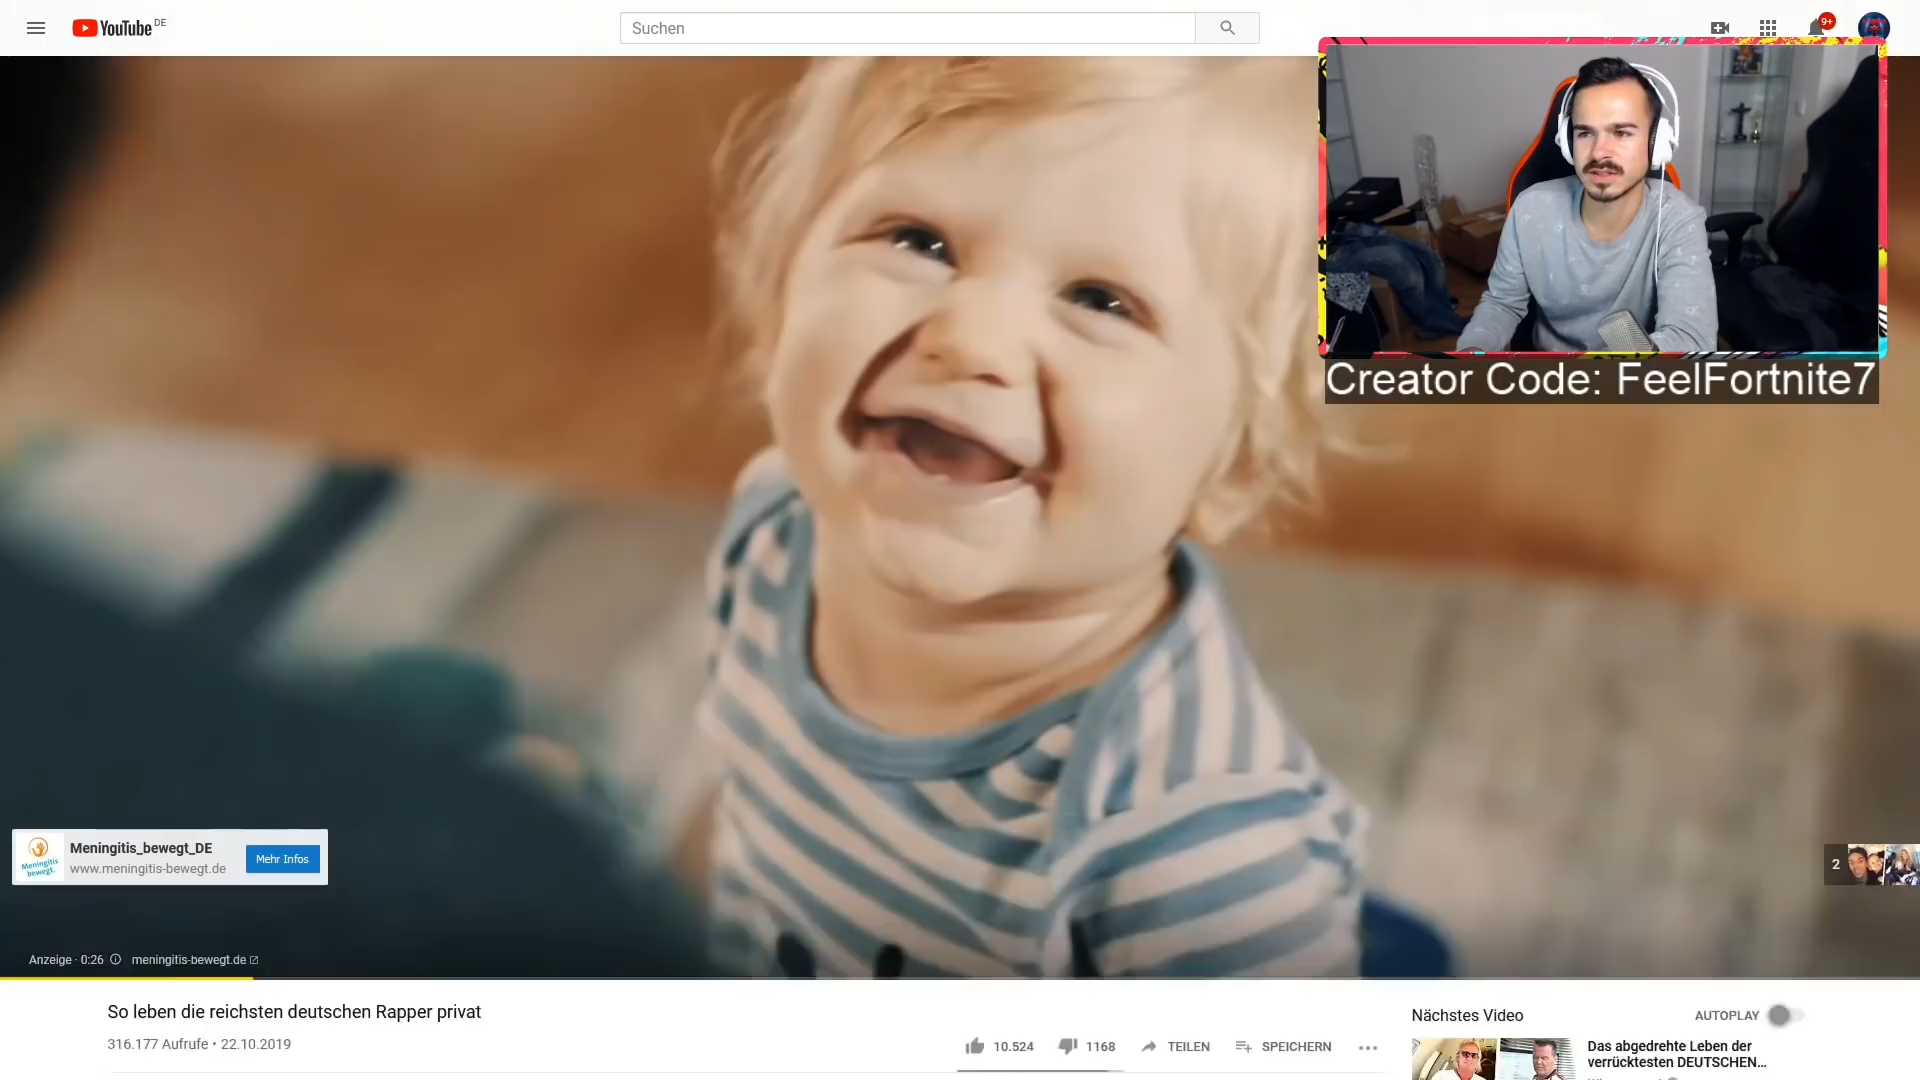 YouTube DE
Suchen
9+
Creator Code: FeelFortnite7
Meningitis_bewegt_DE
www.meningitis-bewegt.de
Mehr Infos
Meningitis
bewegt.
2
Anzeige · 0:26
meningitis-bewegt.de
So leben die reichsten deutschen Rapper privat
316.177 Aufrufe • 22.10.2019
10.524
1168
TEILEN
SPEICHERN
Nächstes Video
AUTOPLAY
Das abgedrehte Leben der
verrücktesten DEUTSCHEN...